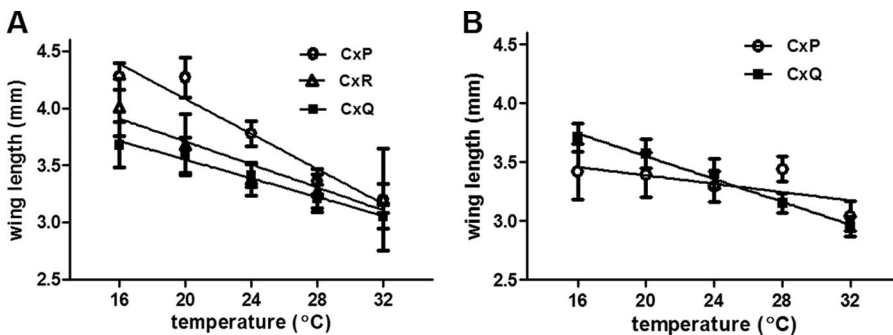 A
wing length (mm)
4.5
4.0
3.5
3.0
2.5
CxP
CxR
CxQ
16 20 24 28 32
temperature (°C)
B
wing length (mm)
4.5
4.0
3.5
3.0
2.5
CxP
CxQ
16 20 24 28 32
temperature (°C)